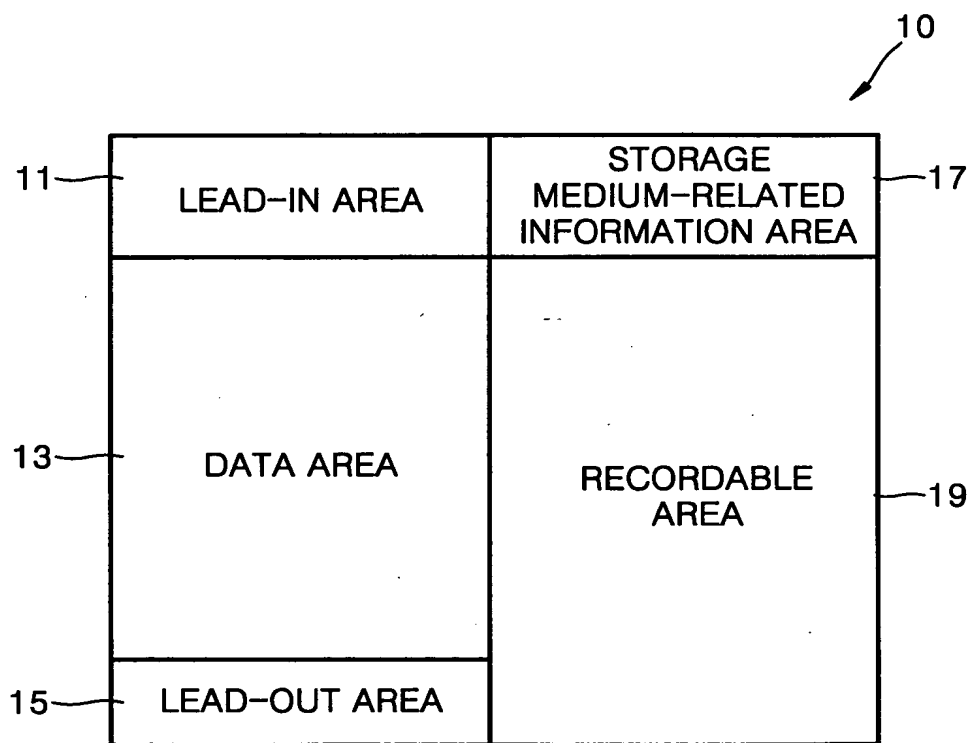 10
11
LEAD-IN AREA
STORAGE
MEDIUM-RELATED
INFORMATION AREA
17
13
DATA AREA
RECORDABLE
AREA
19
15
LEAD-OUT AREA